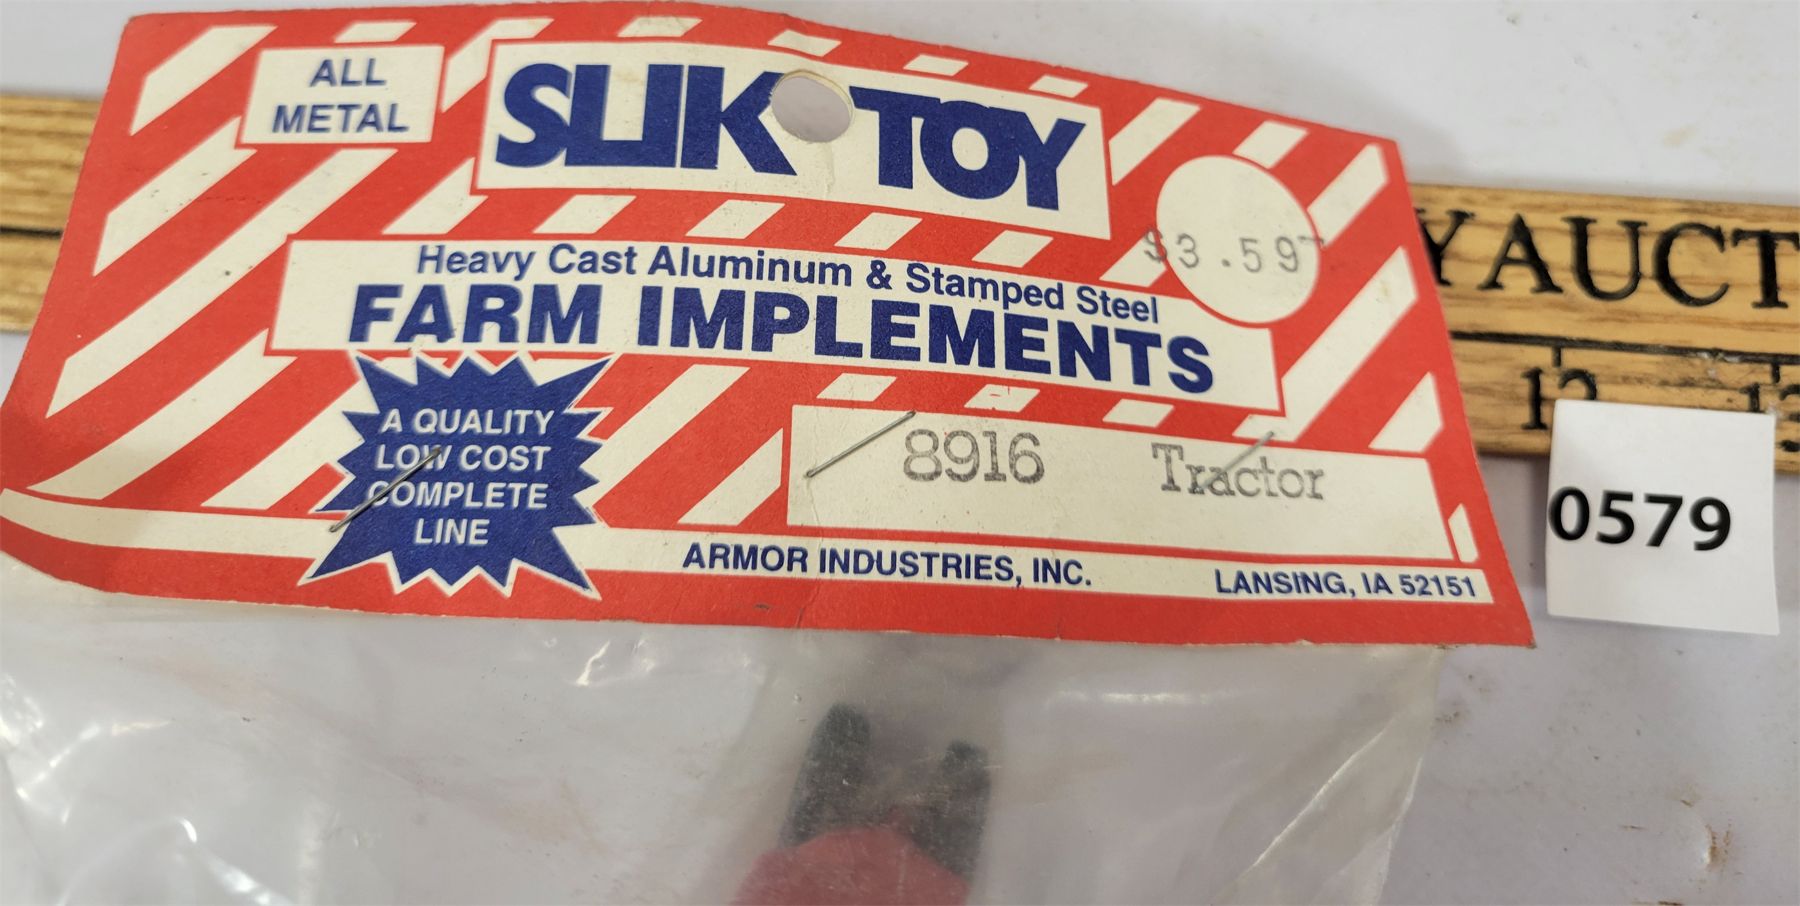 ALL
METAL
SLIK TOY
$3.59
Heavy Cast Aluminum & Stamped Steel
FARM IMPLEMENTS
A QUALITY
LOW COST
COMPLETE
LINE
8916 Tractor
ARMOR INDUSTRIES, INC. LANSING, IA 52151
YAUCT
12 13
0579